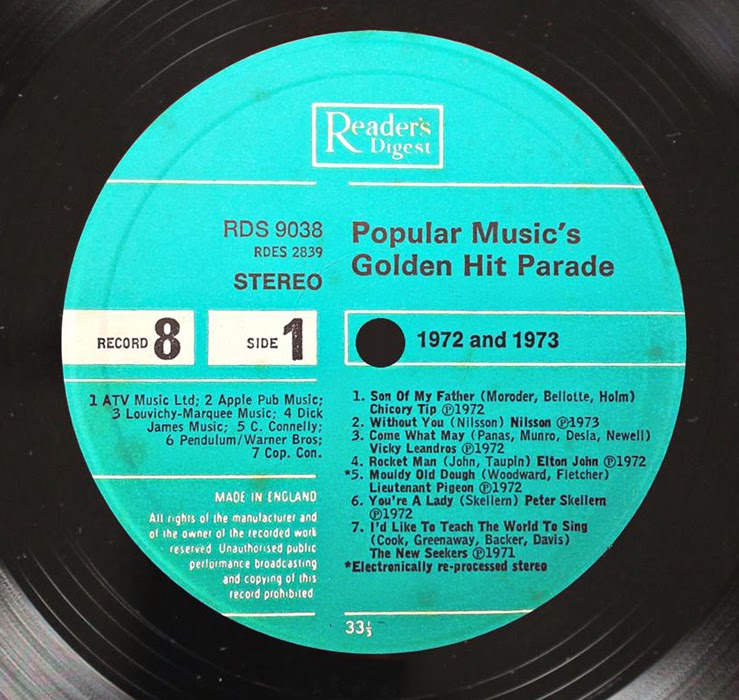 Reader's
Digest
RDS 9038
RDES 2839
STEREO
Popular Music's
Golden Hit Parade
RECORD 8
SIDE 1
1972 and 1973
1 ATV Music Ltd; 2 Apple Pub Music;
3 Louvichy-Marquee Music; 4 Dick
James Music; 5 C. Connelly;
6 Pendulum/Warner Bros;
7 Cop. Con.
MADE IN ENGLAND
All rights of the manufacturer and
of the owner of the recorded work
reserved. Unauthorised public
performance broadcasting
and copying of this
record prohibited
1. Son Of My Father (Moroder, Bellotte, Holm)
Chicory Tip ℗1972
2. Without You (Nilsson) Nilsson ℗1973
3. Come What May (Panas, Munro, Desla, Newell)
Vicky Leandros ℗1972
4. Rocket Man (John, Taupin) Elton John ℗1972
*5. Mouldy Old Dough (Woodward, Fletcher)
Lieutenant Pigeon ℗1972
6. You're A Lady (Skellern) Peter Skellern
℗1972
7. I'd Like To Teach The World To Sing
(Cook, Greenaway, Backer, Davis)
The New Seekers ℗1971
*Electronically re-processed stereo
33⅓